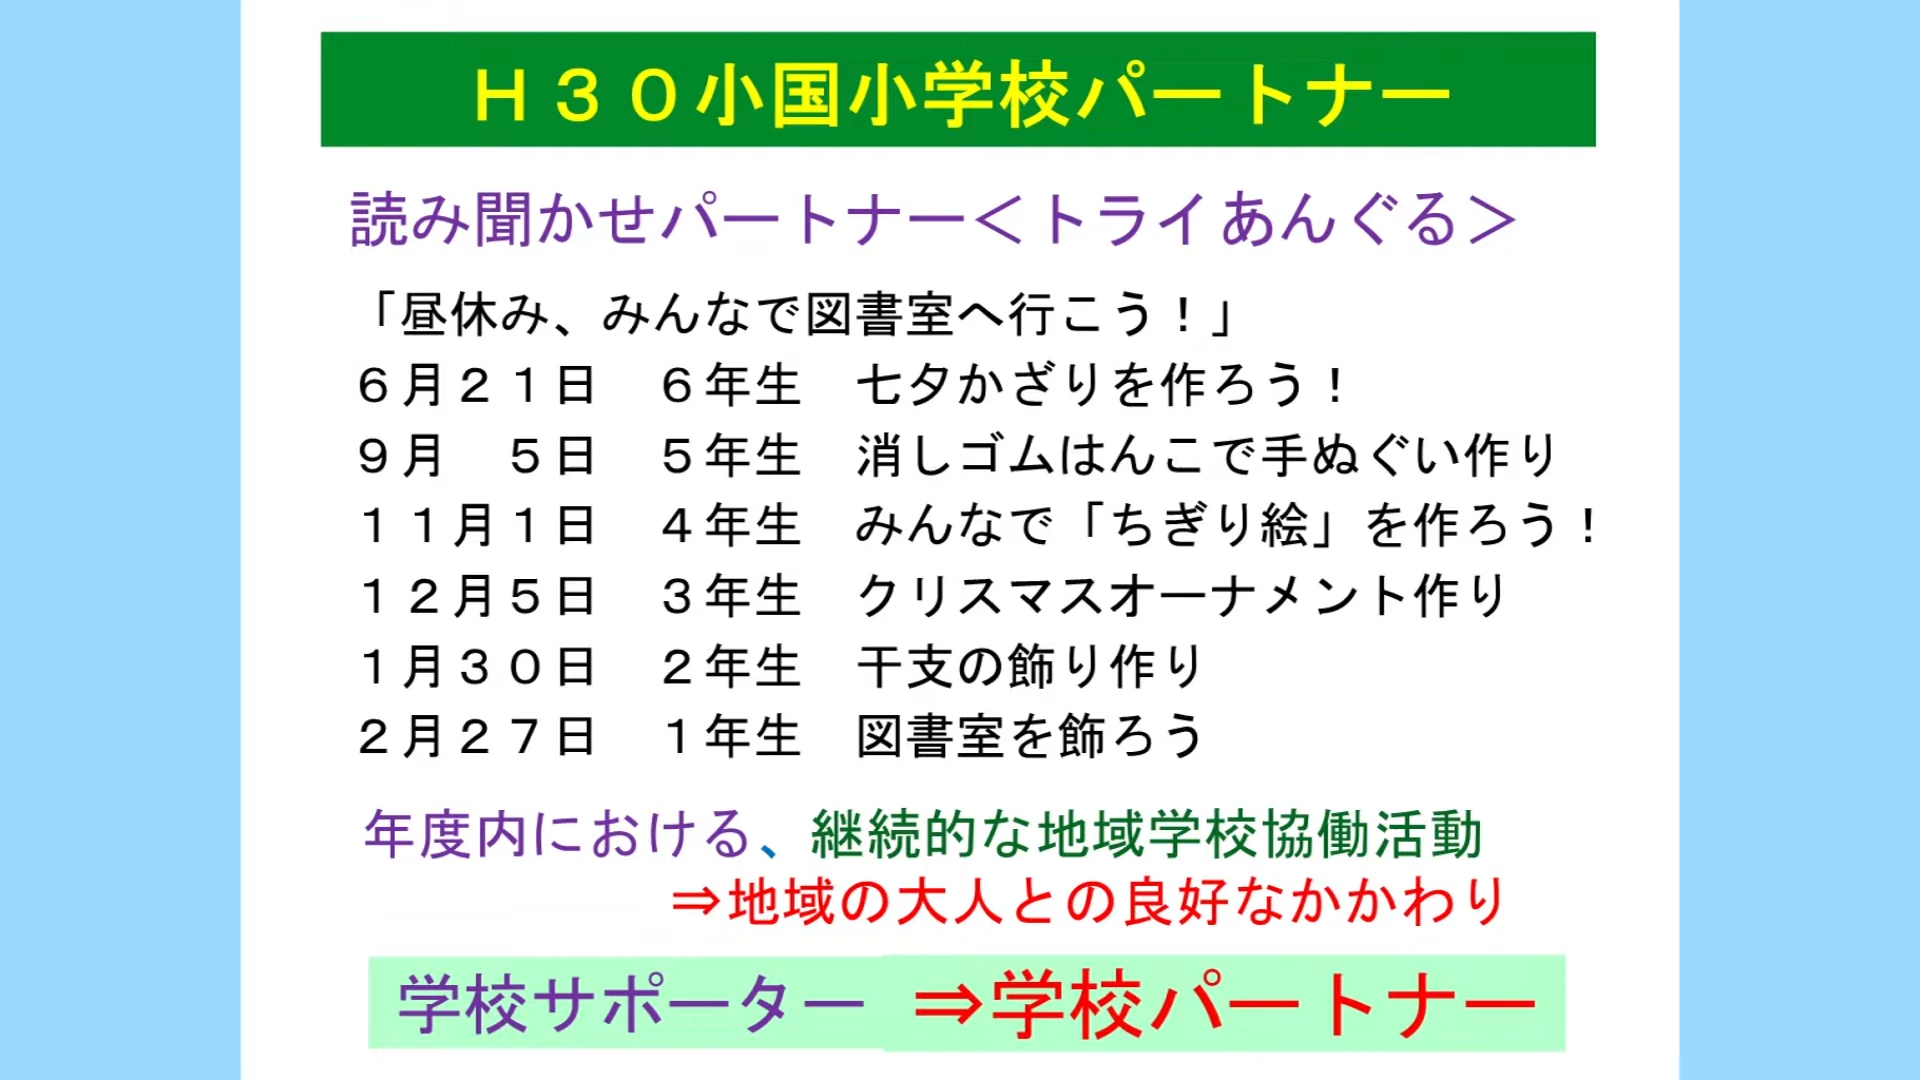 Ｈ３０小国小学校パートナー
読み聞かせパートナー＜トライあんぐる＞
「昼休み、みんなで図書室へ行こう！」
６月２１日　６年生　七夕かざりを作ろう！
９月　５日　５年生　消しゴムはんこで手ぬぐい作り
１１月１日　４年生　みんなで「ちぎり絵」を作ろう！
１２月５日　３年生　クリスマスオーナメント作り
１月３０日　２年生　干支の飾り作り
２月２７日　１年生　図書室を飾ろう
年度内における、継続的な地域学校協働活動
⇒地域の大人との良好なかかわり
学校サポーター　⇒学校パートナー